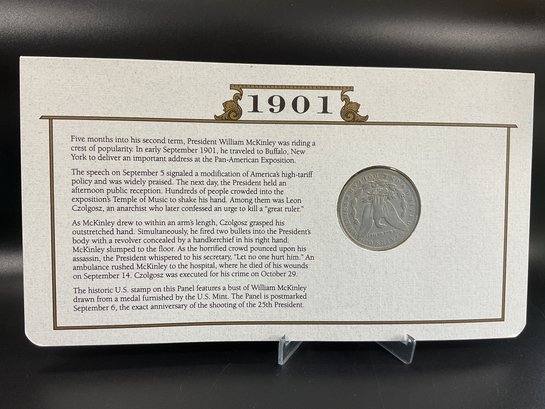 1901
Five months into his second term, President William McKinley was riding a
crest of popularity. In early September 1901, he traveled to Buffalo, New
York to deliver an important address at the Pan-American Exposition.
The speech on September 5 signaled a modification of America's high-tariff
policy and was widely praised. The next day, the President held an
afternoon public reception. Hundreds of people crowded into the
exposition's Temple of Music to shake his hand. Among them was Leon
Czolgosz, an anarchist who later confessed an urge to kill a "great ruler."
As McKinley drew to within an arm's length, Czolgosz grasped his
outstretched hand. Simultaneously, he fired two bullets into the President's
body with a revolver concealed by a handkerchief in his right hand.
McKinley slumped to the floor. As the horrified crowd pounced upon his
assassin, the President whispered to his secretary, "Let no one hurt him." An
ambulance rushed McKinley to the hospital, where he died of his wounds
on September 14. Czolgosz was executed for his crime on October 29.
The historic U.S. stamp on this Panel features a bust of William McKinley
drawn from a medal furnished by the U.S. Mint. The Panel is postmarked
September 6, the exact anniversary of the shooting of the 25th President.